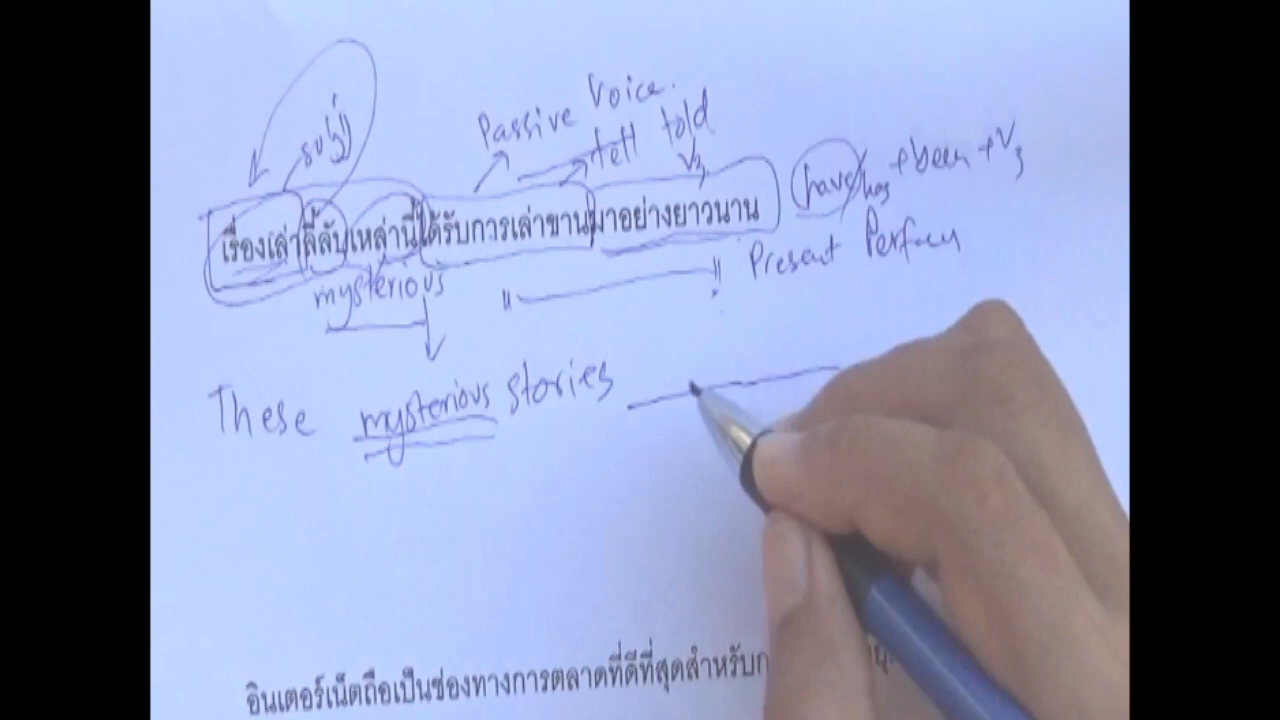 Passive Voice.
tell told
V3
subj
have/has +been +V3
เรื่องเล่าลี้ลับเหล่านี้ได้รับการเล่าขานมาอย่างยาวนาน
mysterious
Present
These mysterious stories
อินเตอร์เน็ตถือเป็นช่องทางการตลาดที่ดีที่สุดสำหรับ